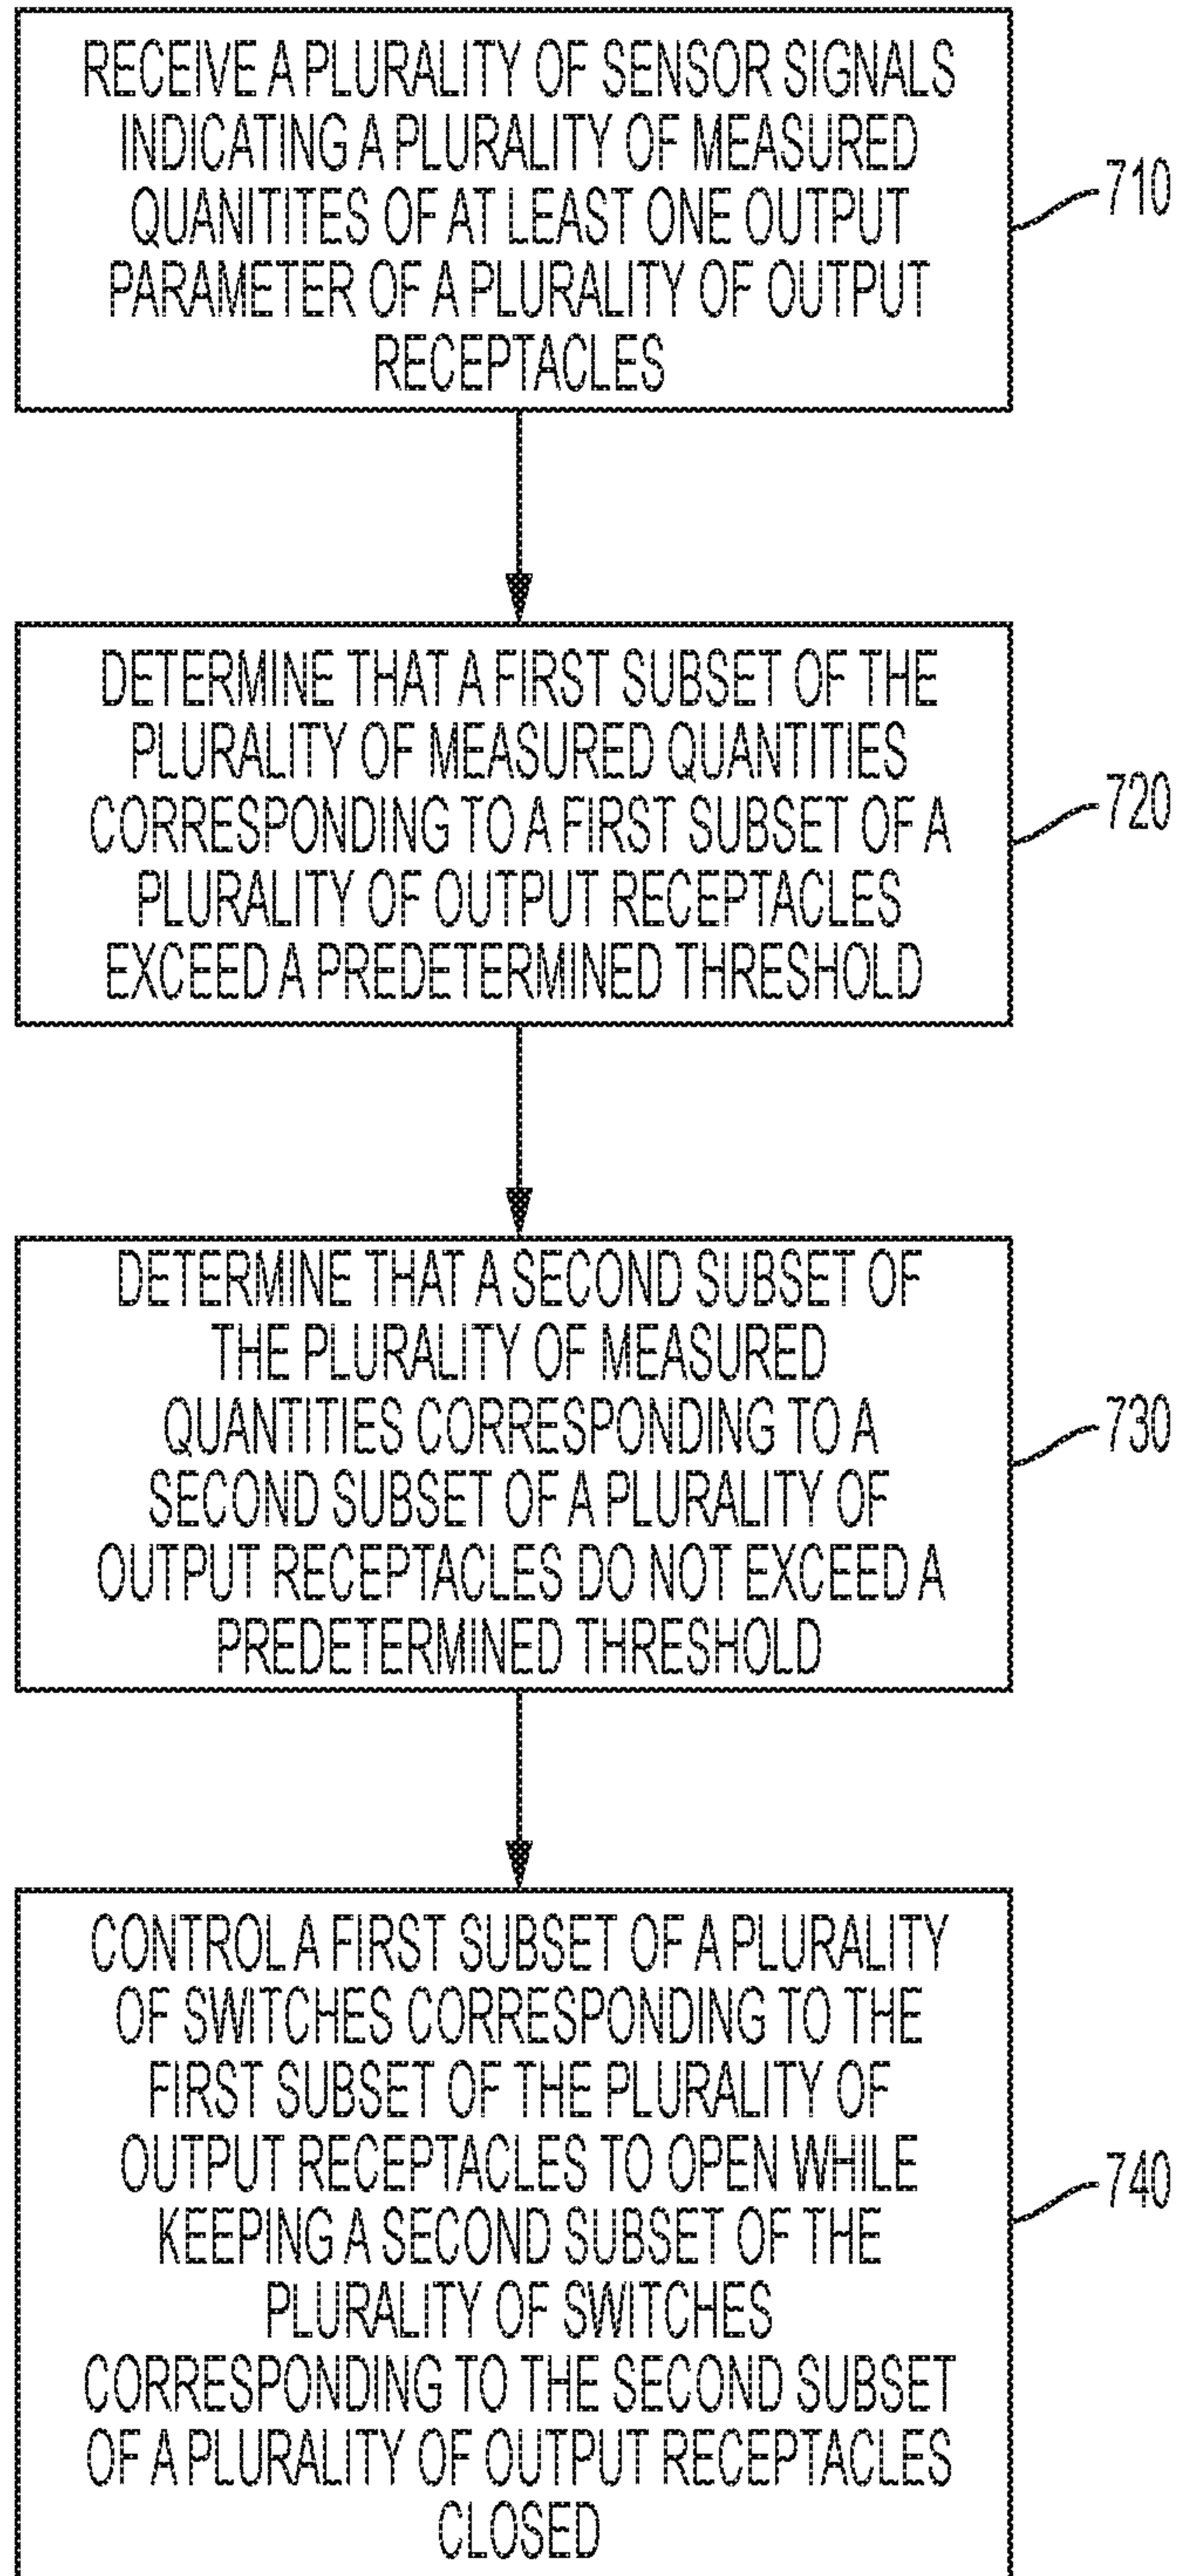 RECEIVE A PLURALITY OF SENSOR SIGNALS
INDICATING A PLURALITY OF MEASURED
QUANITITES OF AT LEAST ONE OUTPUT
PARAMETER OF A PLURALITY OF OUTPUT
RECEPTACLES
710
DETERMINE THAT A FIRST SUBSET OF THE
PLURALITY OF MEASURED QUANTITIES
CORRESPONDING TO A FIRST SUBSET OF A
PLURALITY OF OUTPUT RECEPTACLES
EXCEED A PREDETERMINED THRESHOLD
720
DETERMINE THAT A SECOND SUBSET OF
THE PLURALITY OF MEASURED
QUANTITIES CORRESPONDING TO A
SECOND SUBSET OF A PLURALITY OF
OUTPUT RECEPTACLES DO NOT EXCEED A
PREDETERMINED THRESHOLD
730
CONTROL A FIRST SUBSET OF A PLURALITY
OF SWITCHES CORRESPONDING TO THE
FIRST SUBSET OF THE PLURALITY OF
OUTPUT RECEPTACLES TO OPEN WHILE
KEEPING A SECOND SUBSET OF THE
PLURALITY OF SWITCHES
CORRESPONDING TO THE SECOND SUBSET
OF A PLURALITY OF OUTPUT RECEPTACLES
CLOSED
740